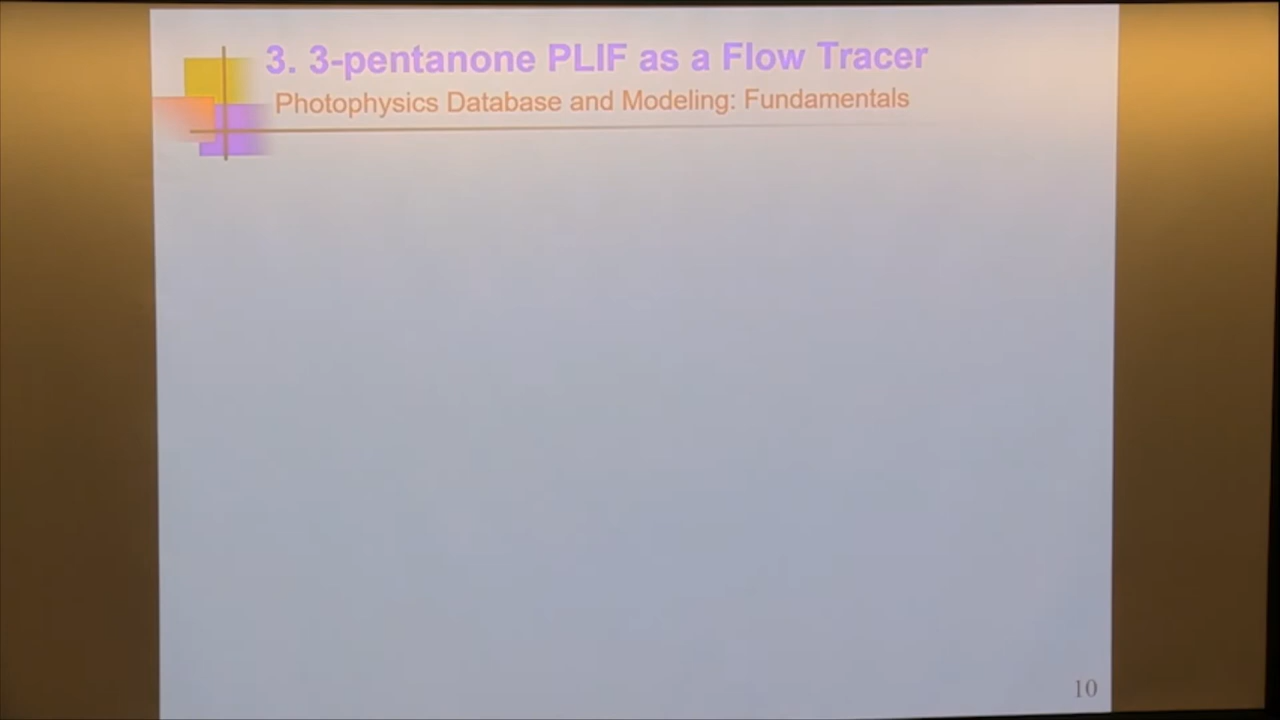 3. 3-pentanone PLIF as a Flow Tracer
Photophysics Database and Modeling: Fundamentals
10